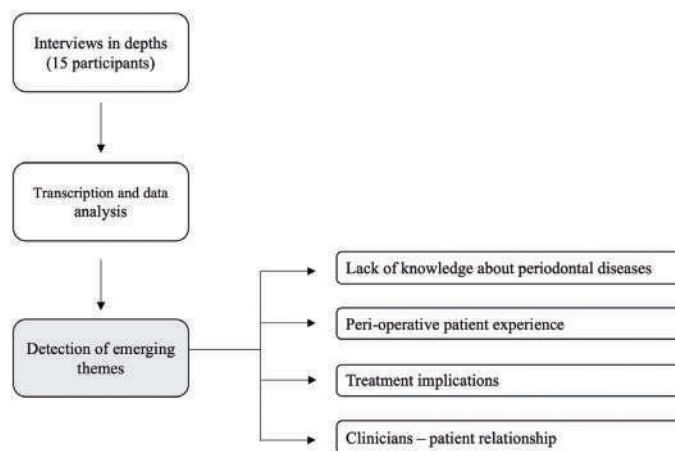 Interviews in depths
(15 participants)
Transcription and data
analysis
Detection of emerging
themes
Lack of knowledge about periodontal diseases
Peri-operative patient experience
Treatment implications
Clinicians – patient relationship